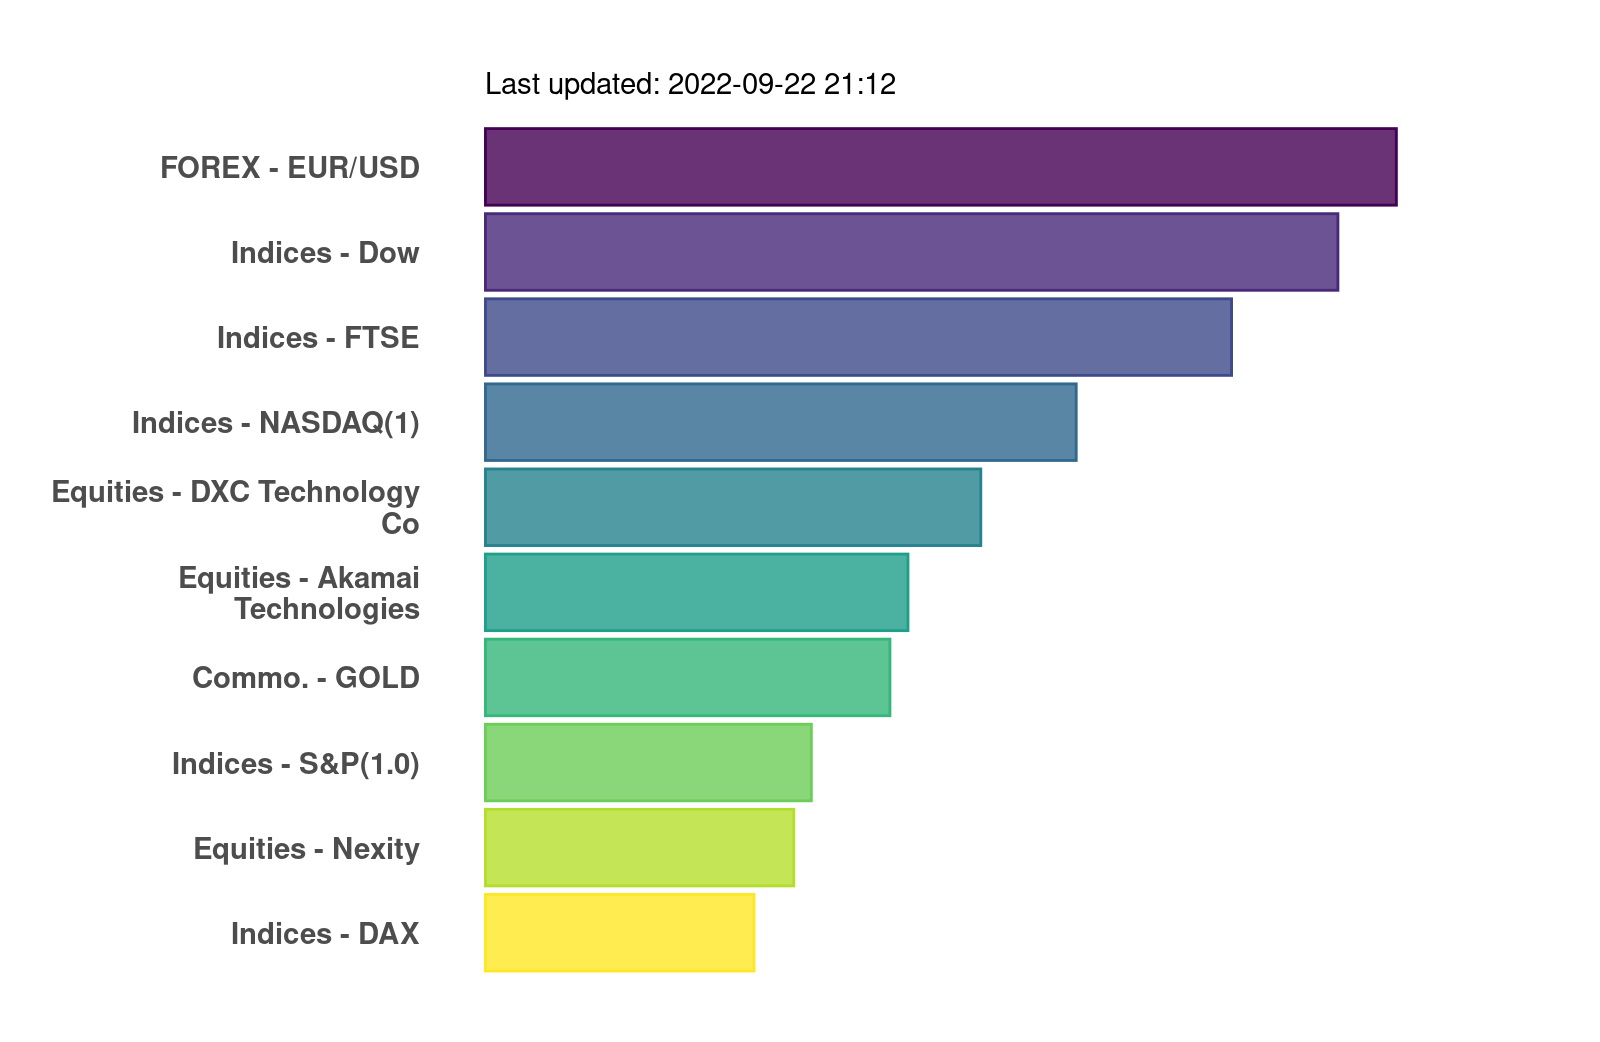 Last updated: 2022-09-22 21:12
FOREX - EUR/USD
Indices - Dow
Indices - FTSE
Indices - NASDAQ(1)
Equities - DXC Technology
Co
Equities - Akamai
Technologies
Commo. - GOLD
Indices - S&P(1.0)
Equities - Nexity
Indices - DAX